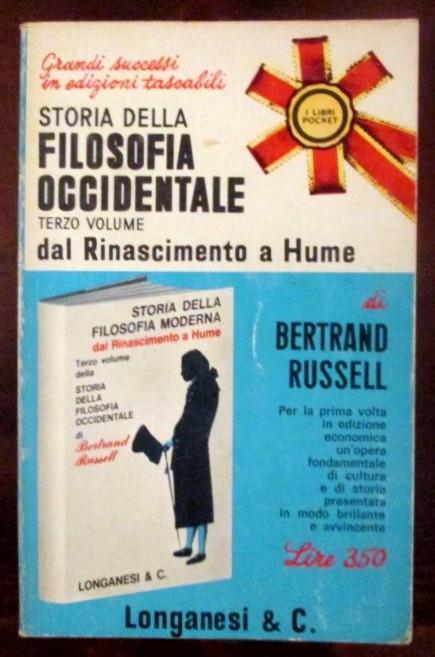 Grandi successi
in edizioni tascabili
I LIBRI
POCKET
STORIA DELLA
FILOSOFIA
OCCIDENTALE
TERZO VOLUME
dal Rinascimento a Hume
di
BERTRAND
RUSSELL
Per la prima volta
in edizione
economica
un'opera
fondamentale
di cultura
e di storia
presentata
in modo brillante
e avvincente
Lire 350
STORIA DELLA
FILOSOFIA MODERNA
dal Rinascimento a Hume
Terzo volume
della
STORIA
DELLA
FILOSOFIA
OCCIDENTALE
di
Bertrand
Russell
LONGANESI & C.
Longanesi & C.